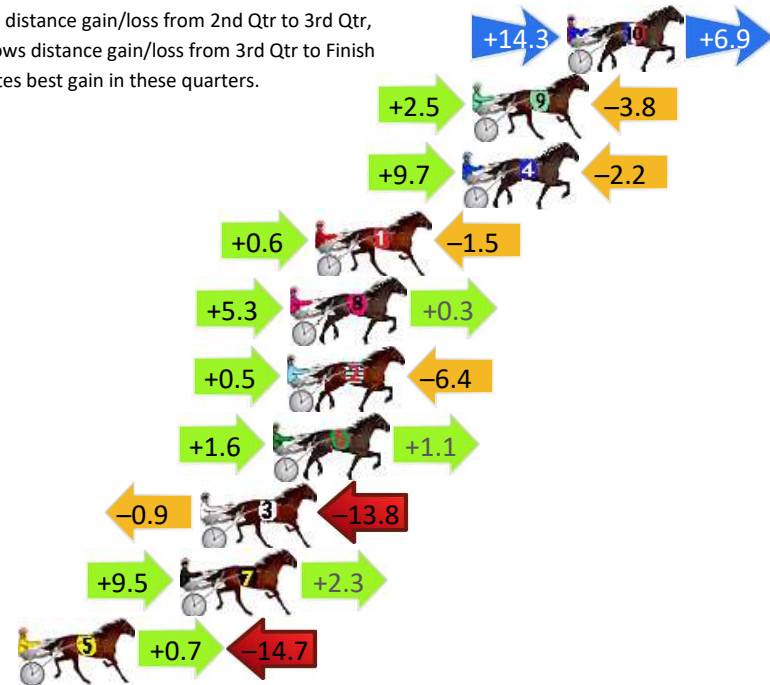 distance gain/loss from 2nd Qtr to 3rd Qtr,
ows distance gain/loss from 3rd Qtr to Finish
tes best gain in these quarters.
+14.3 10 +6.9
+2.5 9 –3.8
+9.7 4 –2.2
+0.6 1 –1.5
+5.3 8 +0.3
+0.5 2 –6.4
+1.6 6 +1.1
–0.9 3 –13.8
+9.5 7 +2.3
5 +0.7 –14.7